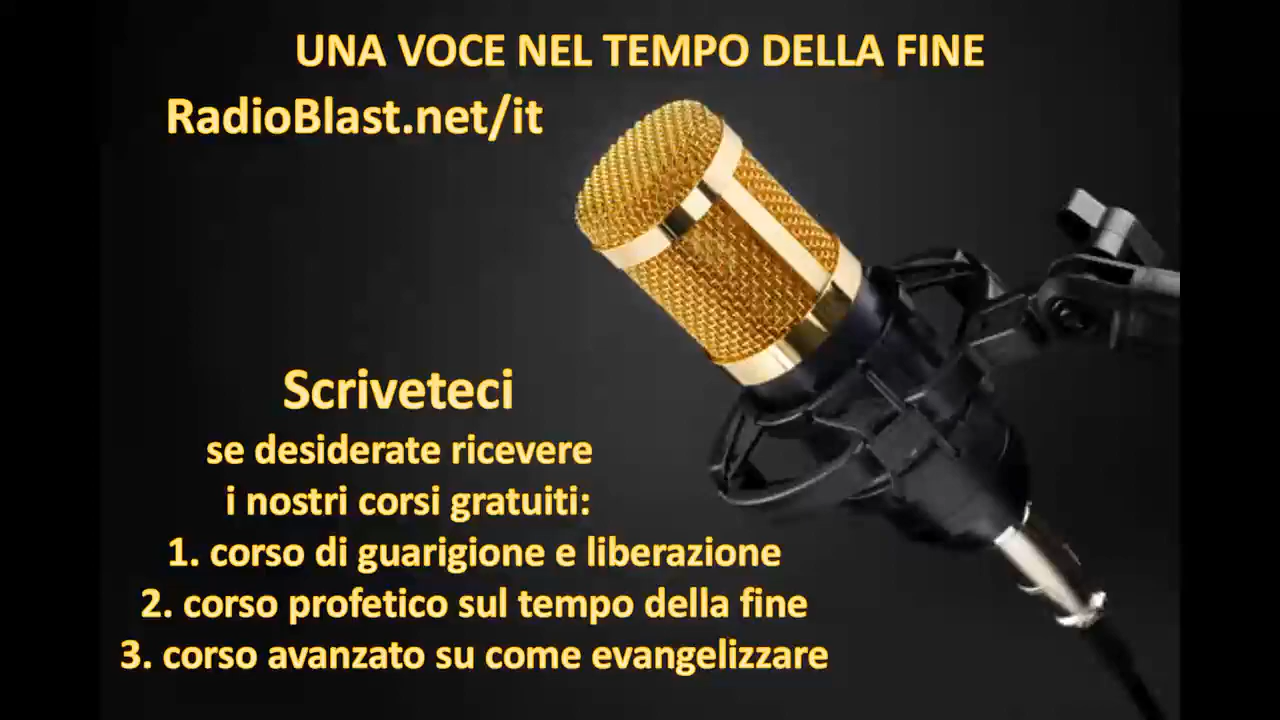 UNA VOCE NEL TEMPO DELLA FINE
RadioBlast.net/it
Scriveteci
se desiderate ricevere
i nostri corsi gratuiti:
1. corso di guarigione e liberazione
2. corso profetico sul tempo della fine
3. corso avanzato su come evangelizzare